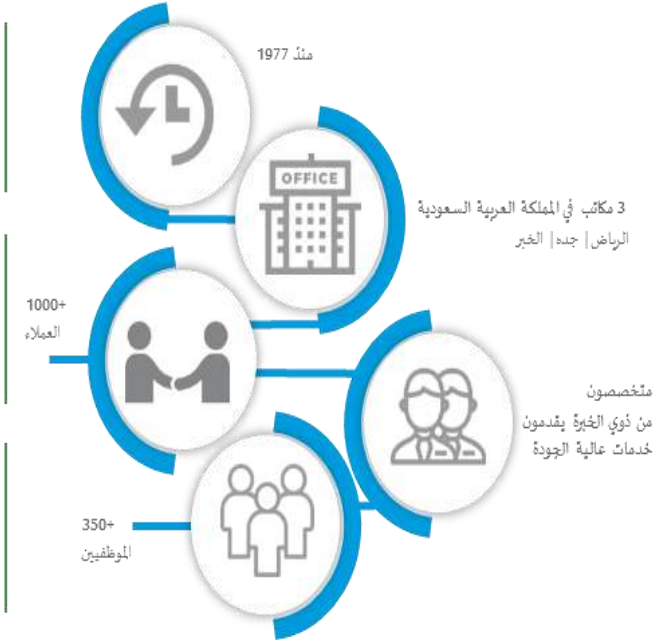 منذ 1977
OFFICE
3 مكاتب في المملكة العربية السعودية
الرياض| جده| الخبر
1000+
العملاء
متخصصون
من ذوي الخبرة يقدمون
خدمات عالية الجودة
350+
الموظفيين